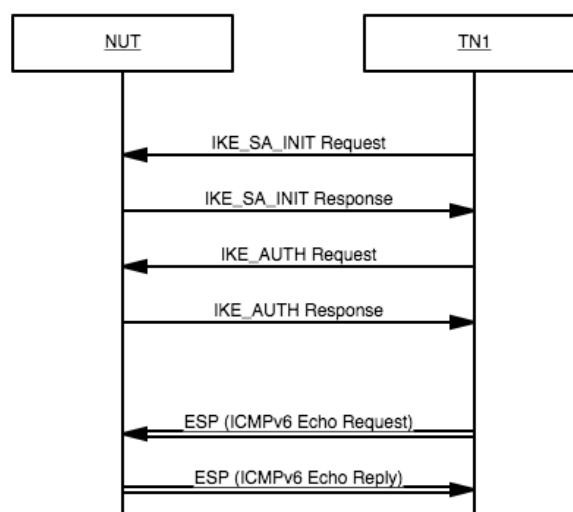 NUT
TN1
IKE_SA_INIT Request
IKE_SA_INIT Response
IKE_AUTH Request
IKE_AUTH Response
ESP (ICMPv6 Echo Request)
ESP (ICMPv6 Echo Reply)